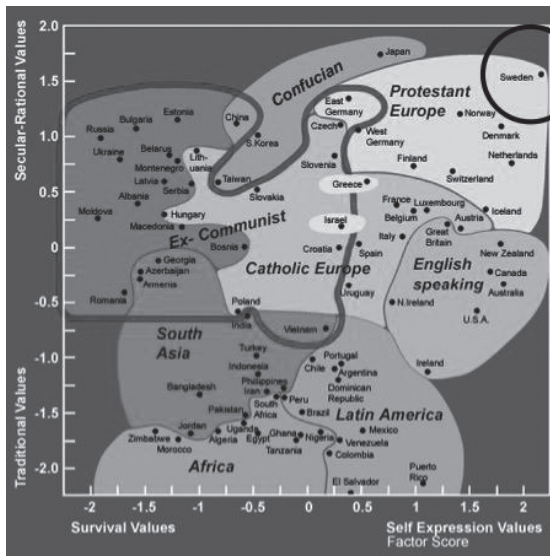 2.0
Secular-Rational Values
Japan
Confucian
Sweden
1.5
East
Germany
Protestant
Europe
Estonia
Bulgaria
China
Norway
Russia
S.Korea
Czech
West
Germany
Denmark
1.0
Ukraine
Belarus
Lith-
uania
Montenegro
Slovenia
Finland
Netherlands
Latvia
Serbia
Taiwan
Slovakia
Greece
Switzerland
0.5
Albania
France
Luxembourg
Moldova
Hungary
Belgium
Austria
Iceland
Macedonia
Israel
Great
Britain
Ex- Communist
Italy
0
Bosnia
Croatia
Spain
New Zealand
Georgia
Catholic Europe
English
speaking
Azerbaijan
Canada
Armenia
Uruguay
Australia
-0.5
Romania
Poland
N.Ireland
India
U.S.A.
South
Asia
Vietnam
Turkey
Portugal
-1.0
Indonesia
Chile
Argentina
Ireland
Philippines
Dominican
Republic
Bangladesh
Iran
South
Africa
Peru
Pakistan
Brazil
Latin America
-1.5
Zimbabwe
Jordan
Uganda
Ghana
Nigeria
Mexico
Morocco
Algeria
Egypt
Tanzania
Venezuela
Africa
Colombia
-2.0
Traditional Values
El Salvador
Puerto
Rico
-2
-1.5
-1.0
-0.5
0
0.5
1.0
1.5
2.0
Survival Values
Self Expression Values
Factor Score